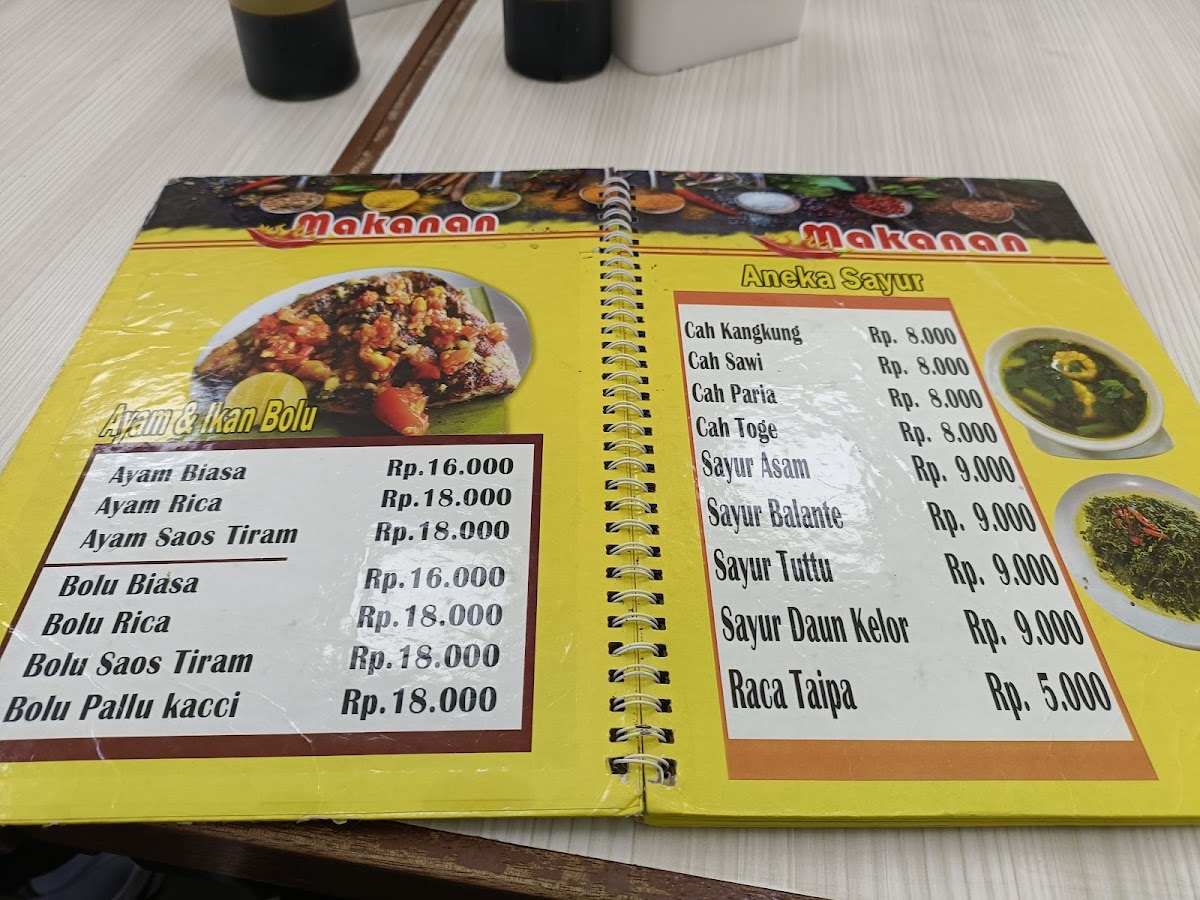 Makanan
Ayam & Ikan Bolu
Ayam Biasa Rp.16.000
Ayam Rica Rp.18.000
Ayam Saos Tiram Rp.18.000
Bolu Biasa Rp.16.000
Bolu Rica Rp.18.000
Bolu Saos Tiram Rp.18.000
Bolu Pallu kacci Rp.18.000
Makanan
Aneka Sayur
Cah Kangkung Rp. 8.000
Cah Sawi Rp. 8.000
Cah Paria Rp. 8.000
Cah Toge Rp. 8.000
Sayur Asam Rp. 9.000
Sayur Balante Rp. 9.000
Sayur Tuttu Rp. 9.000
Sayur Daun Kelor Rp. 9.000
Raca Taipa Rp. 5.000